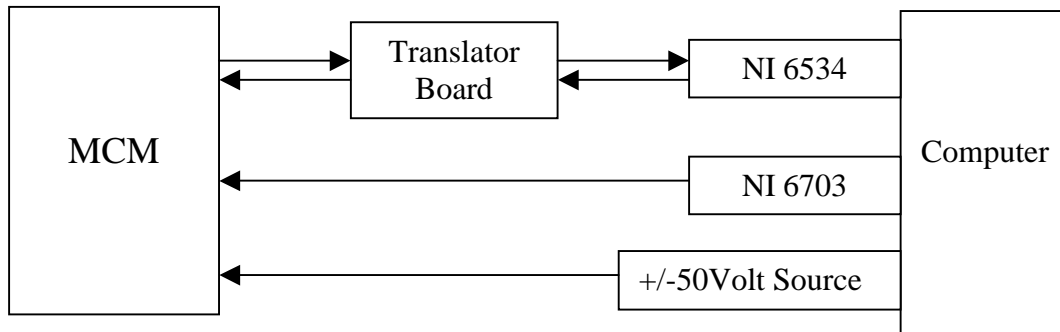 MCM
Translator
Board
NI 6534
NI 6703
+/-50Volt Source
Computer